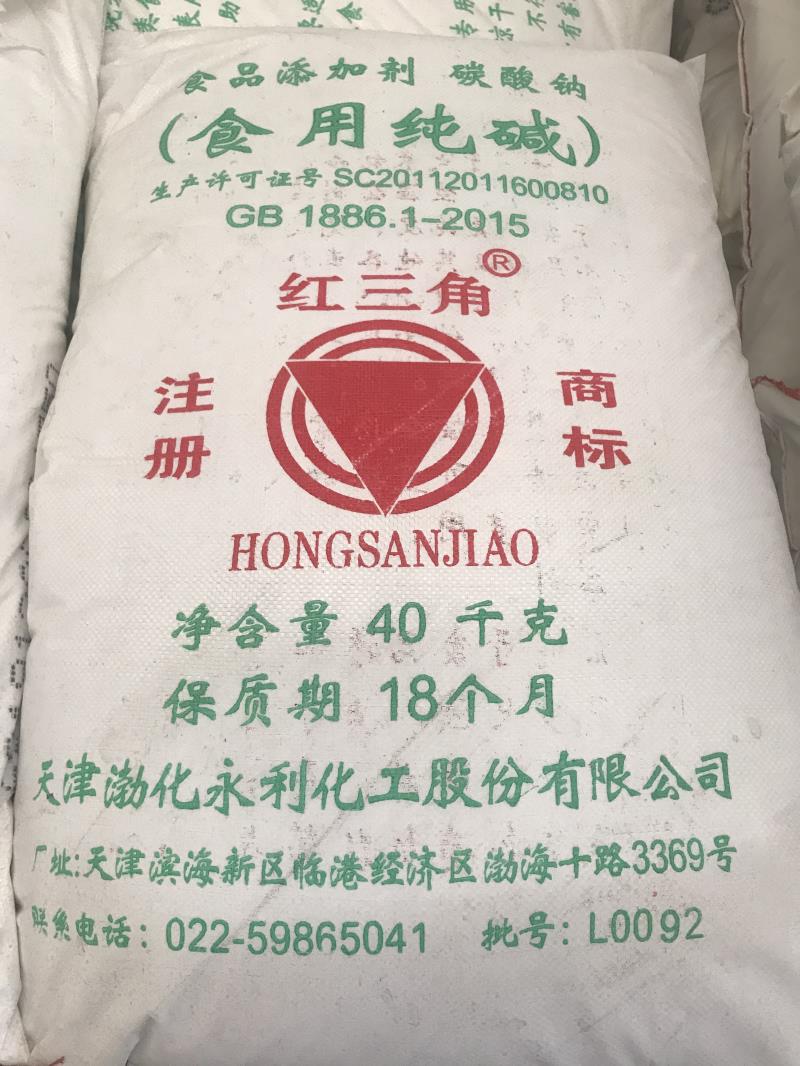 食品添加剂 碳酸钠
(食用纯碱)
生产许可证号 SC20112011600810
GB 1886.1-2015
红三角®
注册 商标
HONGSANJIAO
净含量 40 千克
保质期 18个月
天津渤化永利化工股份有限公司
厂址:天津滨海新区临港经济区渤海十路3369号
联系电话: 022-59865041 批号: L0092